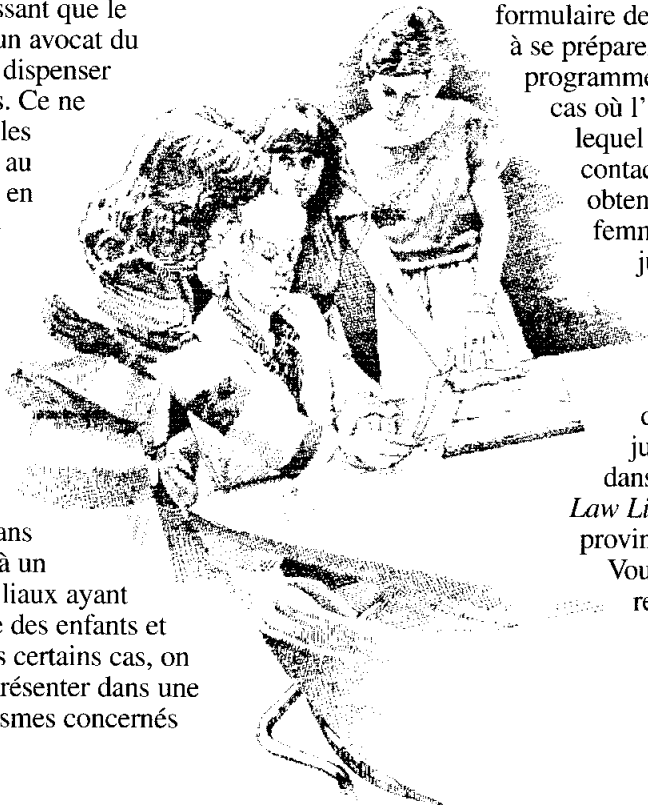 ssant que le
un avocat du
dispenser
s. Ce ne
les
au
en
ans
à un
liaux ayant
e des enfants et
s certains cas, on
résenter dans une
ismes concernés
formulaire de
à se prépare
programme
cas où l'
lequel
contac
obten
femm
ju
d
ju
dans
Law Li
provin
Vou
re